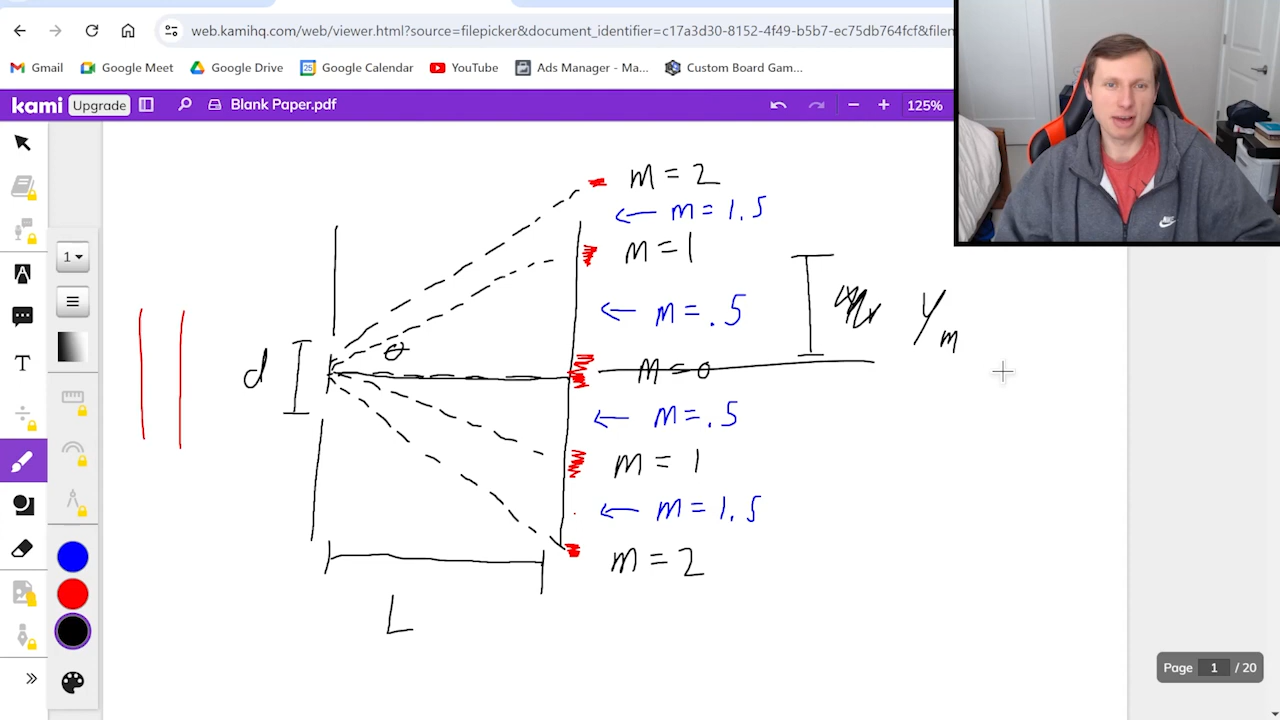 web.kamihq.com/web/viewer.html?source=filepicker&document_identifier=c17a3d30-8152-4f49-b5b7-ec75db764fcf&filen
Gmail Google Meet Google Drive 25 Google Calendar YouTube Ads Manager - Ma... Custom Board Gam...
kami Upgrade Blank Paper.pdf 125%
m = 2
← m = 1.5
m = 1
← m = .5
y m
θ
d
m = 0
← m = .5
m = 1
← m = 1.5
m = 2
L
A
T
1
Page 1 / 20